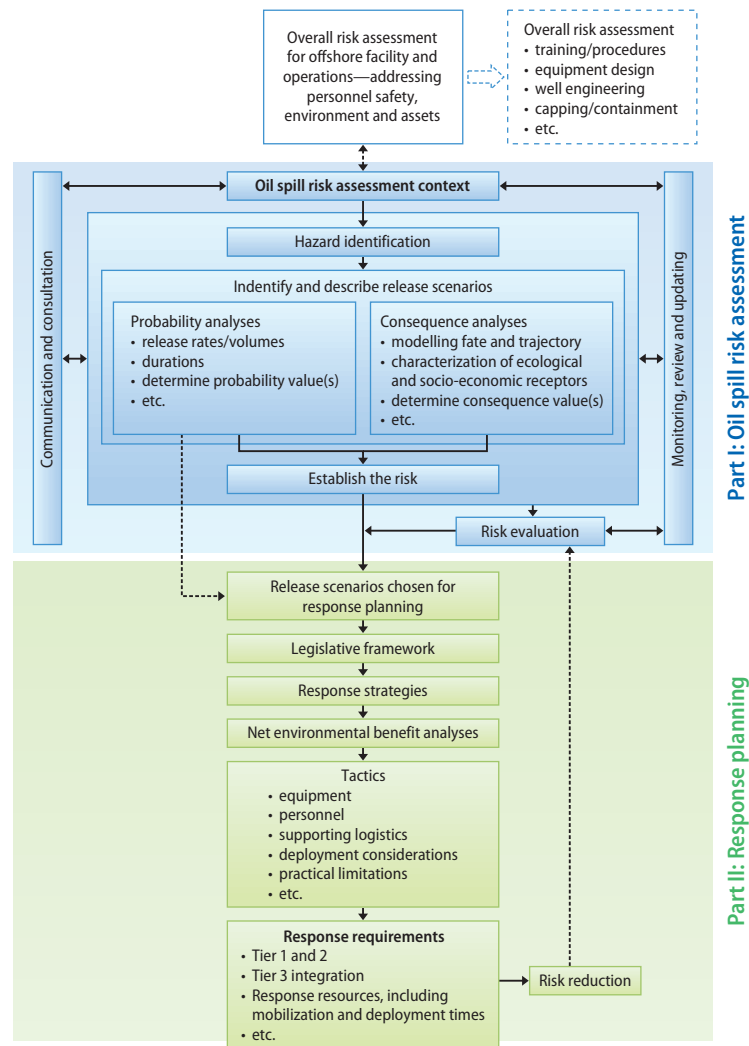 Overall risk assessment
for offshore facility and
operations—addressing
personnel safety,
environment and assets
Overall risk assessment
• training/procedures
• equipment design
• well engineering
• capping/containment
• etc.
Oil spill risk assessment context
Communication and consultation
Hazard identification
Indentify and describe release scenarios
Probability analyses
• release rates/volumes
• durations
• determine probability value(s)
• etc.
Consequence analyses
• modelling fate and trajectory
• characterization of ecological
and socio-economic receptors
• determine consequence value(s)
• etc.
Establish the risk
Risk evaluation
Monitoring, review and updating
Part I: Oil spill risk assessment
Release scenarios chosen for
response planning
Legislative framework
Response strategies
Net environmental benefit analyses
Tactics
• equipment
• personnel
• supporting logistics
• deployment considerations
• practical limitations
• etc.
Response requirements
• Tier 1 and 2
• Tier 3 integration
• Response resources, including
mobilization and deployment times
• etc.
Risk reduction
Part II: Response planning